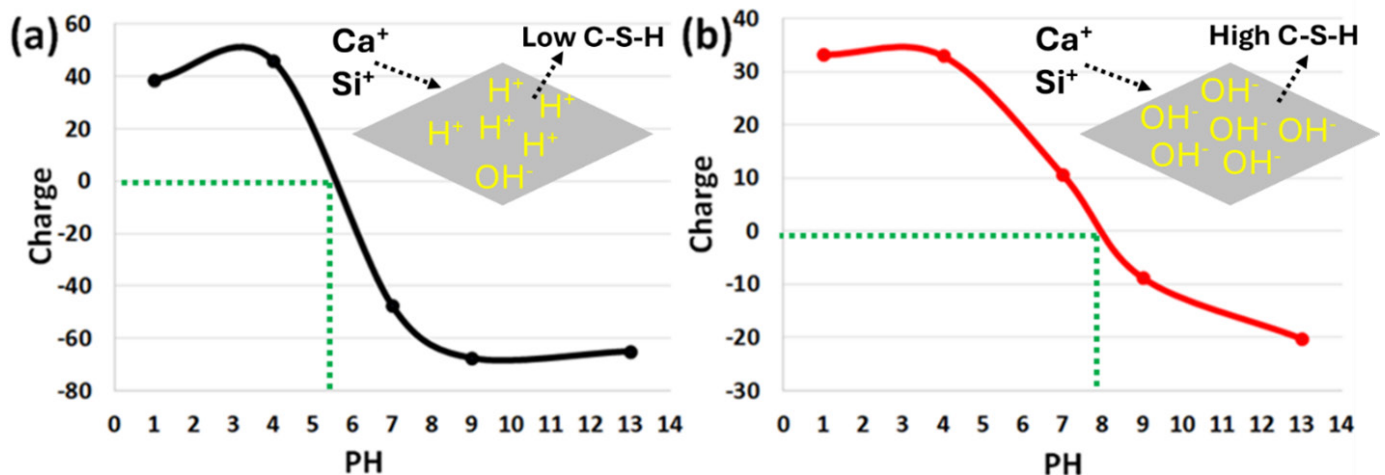 (a)
60
40
20
0
-20
-40
-60
-80
Charge
0 1 2 3 4 5 6 7 8 9 10 11 12 13 14
PH
Ca⁺
Si⁺
Low C-S-H
H⁺
H⁺
H⁺ H⁺
H⁺
OH⁻
(b)
40
30
20
10
0
-10
-20
-30
Charge
0 1 2 3 4 5 6 7 8 9 10 11 12 13 14
PH
Ca⁺
Si⁺
High C-S-H
OH⁻
OH⁻ OH⁻ OH⁻
OH⁻ OH⁻